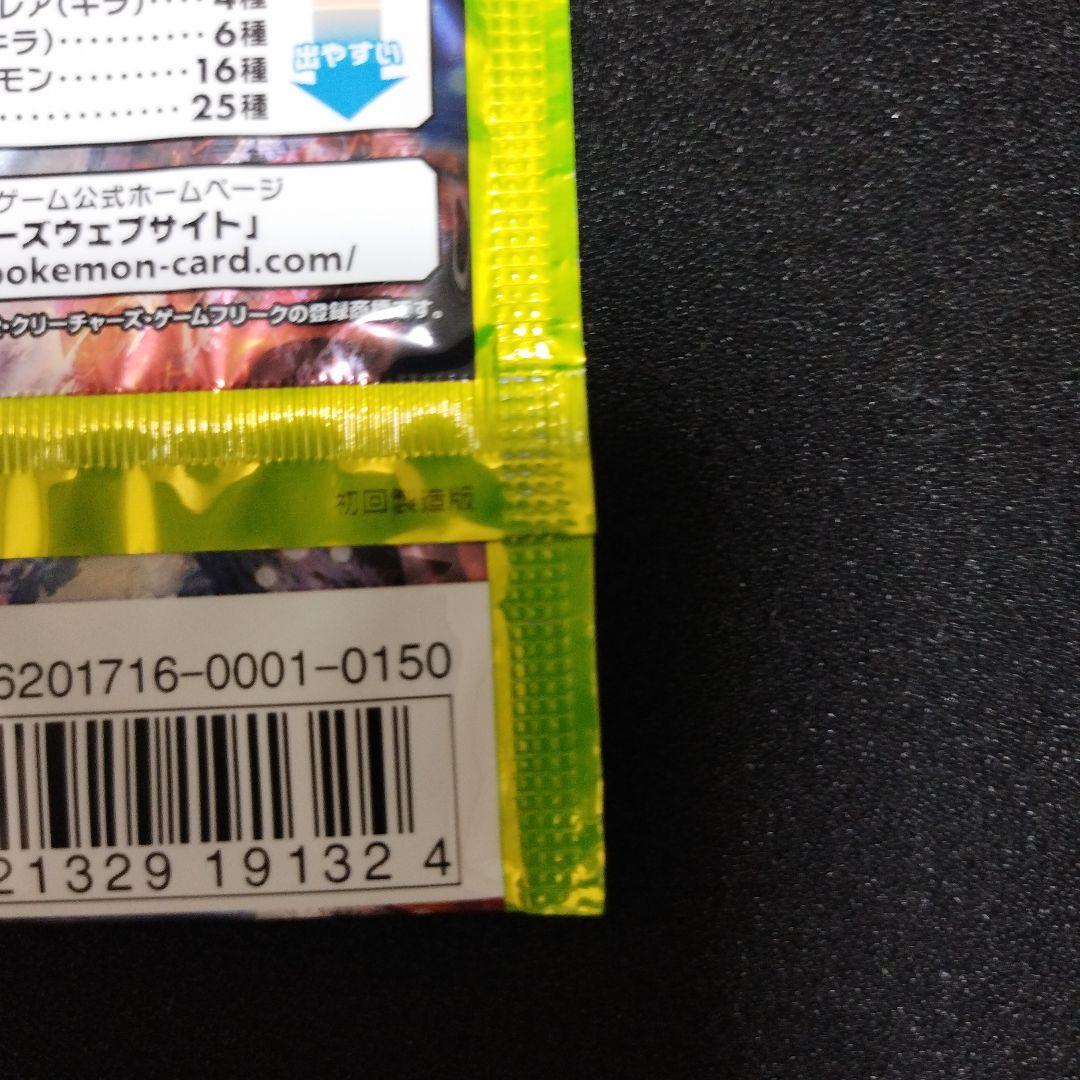 レア(キラ)････4種
キラ)･･････････6種
出やすい
モン･････････16種
････････････25種
ゲーム公式ホームページ
ーズウェブサイト」
pokemon-card.com/
・クリーチャーズ・ゲームフリークの登録商標です。
初回製造版
6201716-0001-0150
21329 19132 4